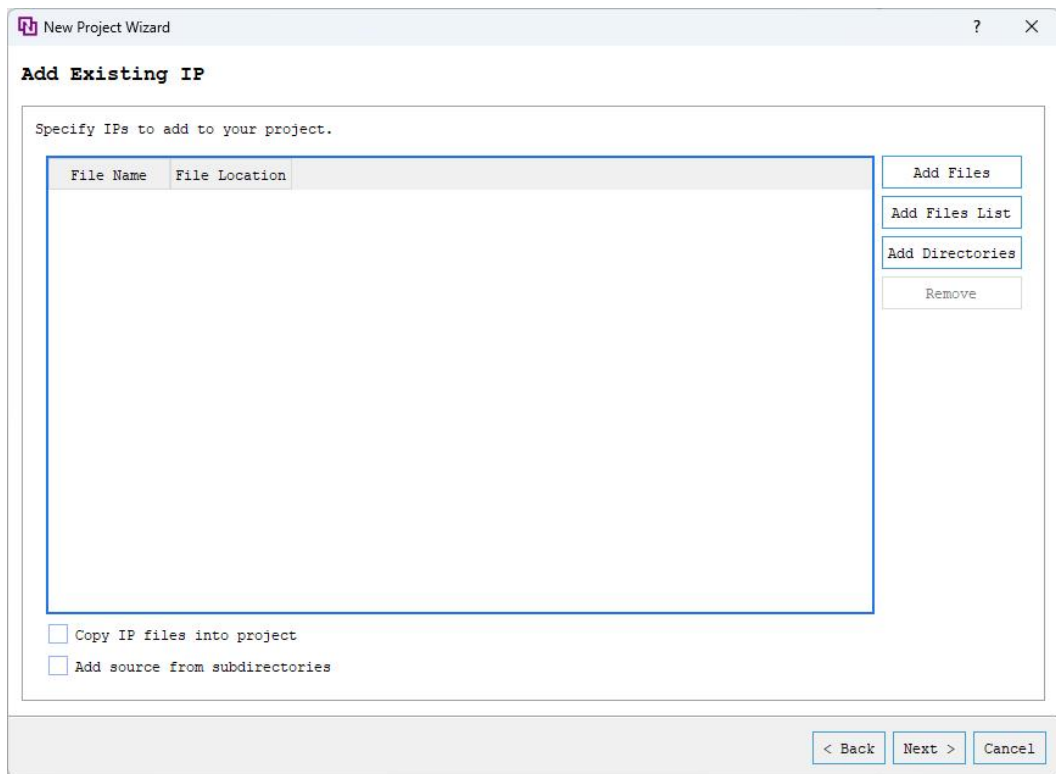 New Project Wizard ?
Add Existing IP
Specify IPs to add to your project.
File Name File Location
Add Files
Add Files List
Add Directories
Remove
Copy IP files into project
Add source from subdirectories
< Back Next > Cancel